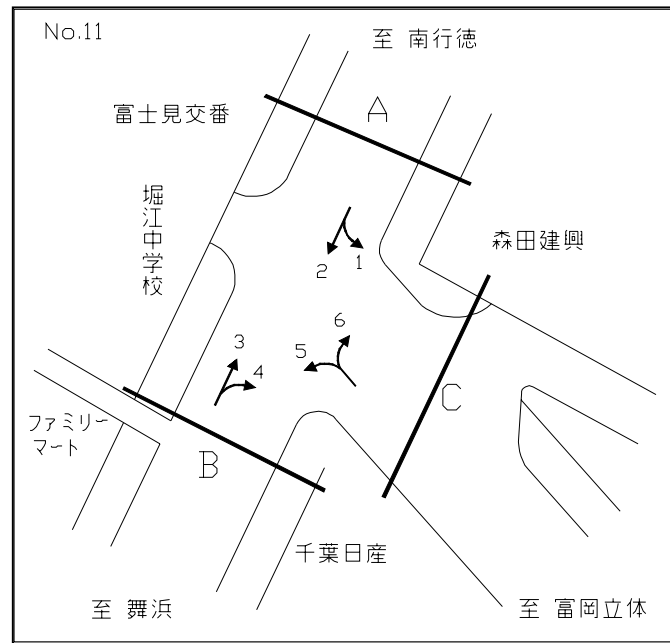 No.11
至 南行徳
富士見交番
A
堀江中学校
森田建興
1
2
3
4
5
6
C
ファミリー
マート
B
千葉日産
至 舞浜
至 富岡立体